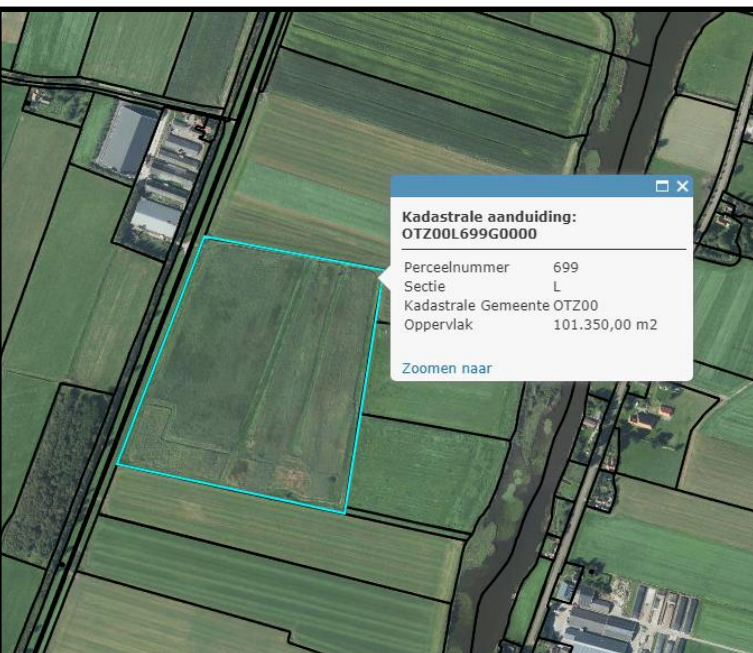 Kadastrale aanduiding:
OTZ00L699G0000
Perceelnummer 699
Sectie L
Kadastrale Gemeente OTZ00
Oppervlak 101.350,00 m2
Zoomen naar